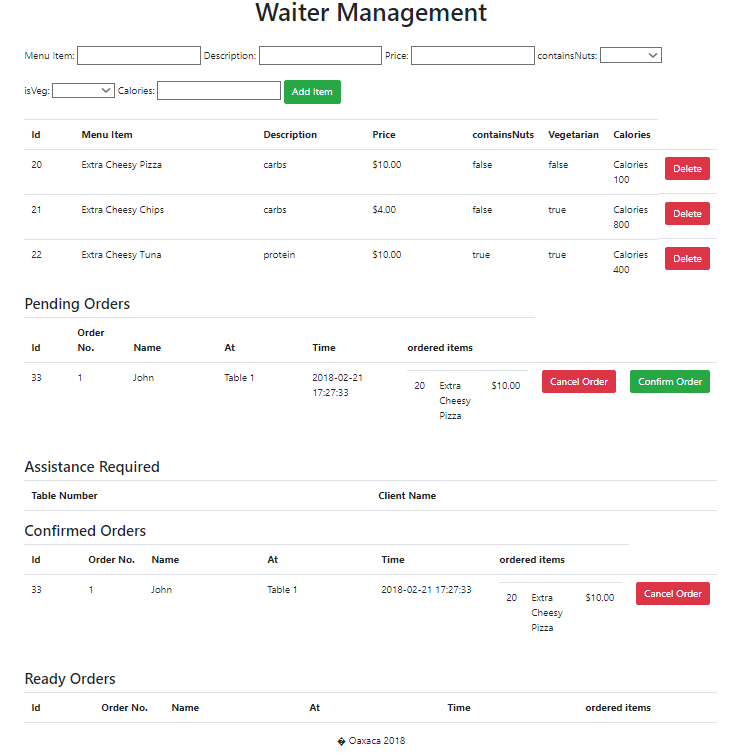 Waiter Management
Menu Item: Description: Price: containsNuts:
isVeg: Calories: Add Item
Id Menu Item Description Price containsNuts Vegetarian Calories
20 Extra Cheesy Pizza carbs $10.00 false false Calories 100 Delete
21 Extra Cheesy Chips carbs $4.00 false true Calories 800 Delete
22 Extra Cheesy Tuna protein $10.00 true true Calories 400 Delete
Pending Orders
Id Order No. Name At Time ordered items
33 1 John Table 1 2018-02-21 17:27:33 20 Extra Cheesy Pizza $10.00 Cancel Order Confirm Order
Assistance Required
Table Number Client Name
Confirmed Orders
Id Order No. Name At Time ordered items
33 1 John Table 1 2018-02-21 17:27:33 20 Extra Cheesy Pizza $10.00 Cancel Order
Ready Orders
Id Order No. Name At Time ordered items
� Oaxaca 2018